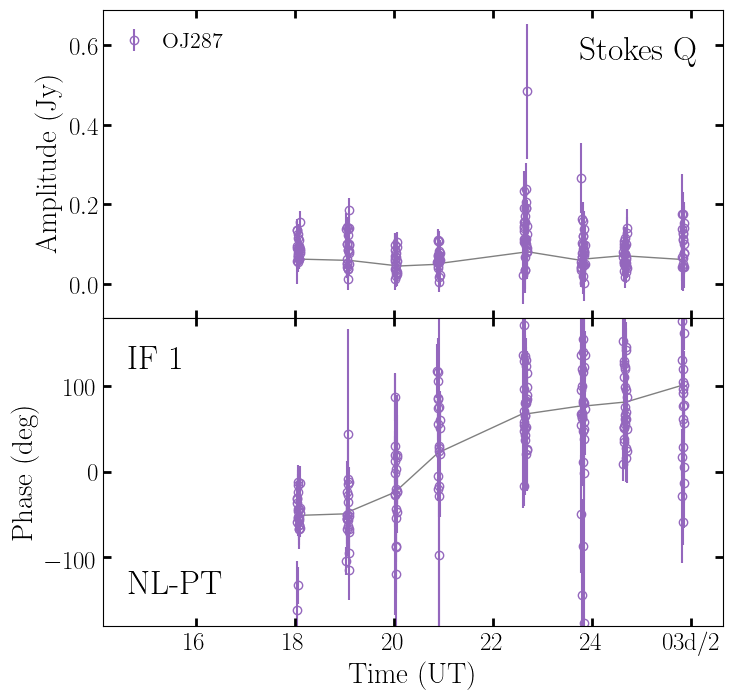 OJ287
Stokes Q
Amplitude (Jy)
0.6
0.4
0.2
0.0
IF 1
Phase (deg)
100
0
−100
NL-PT
16 18 20 22 24 03d/2
Time (UT)